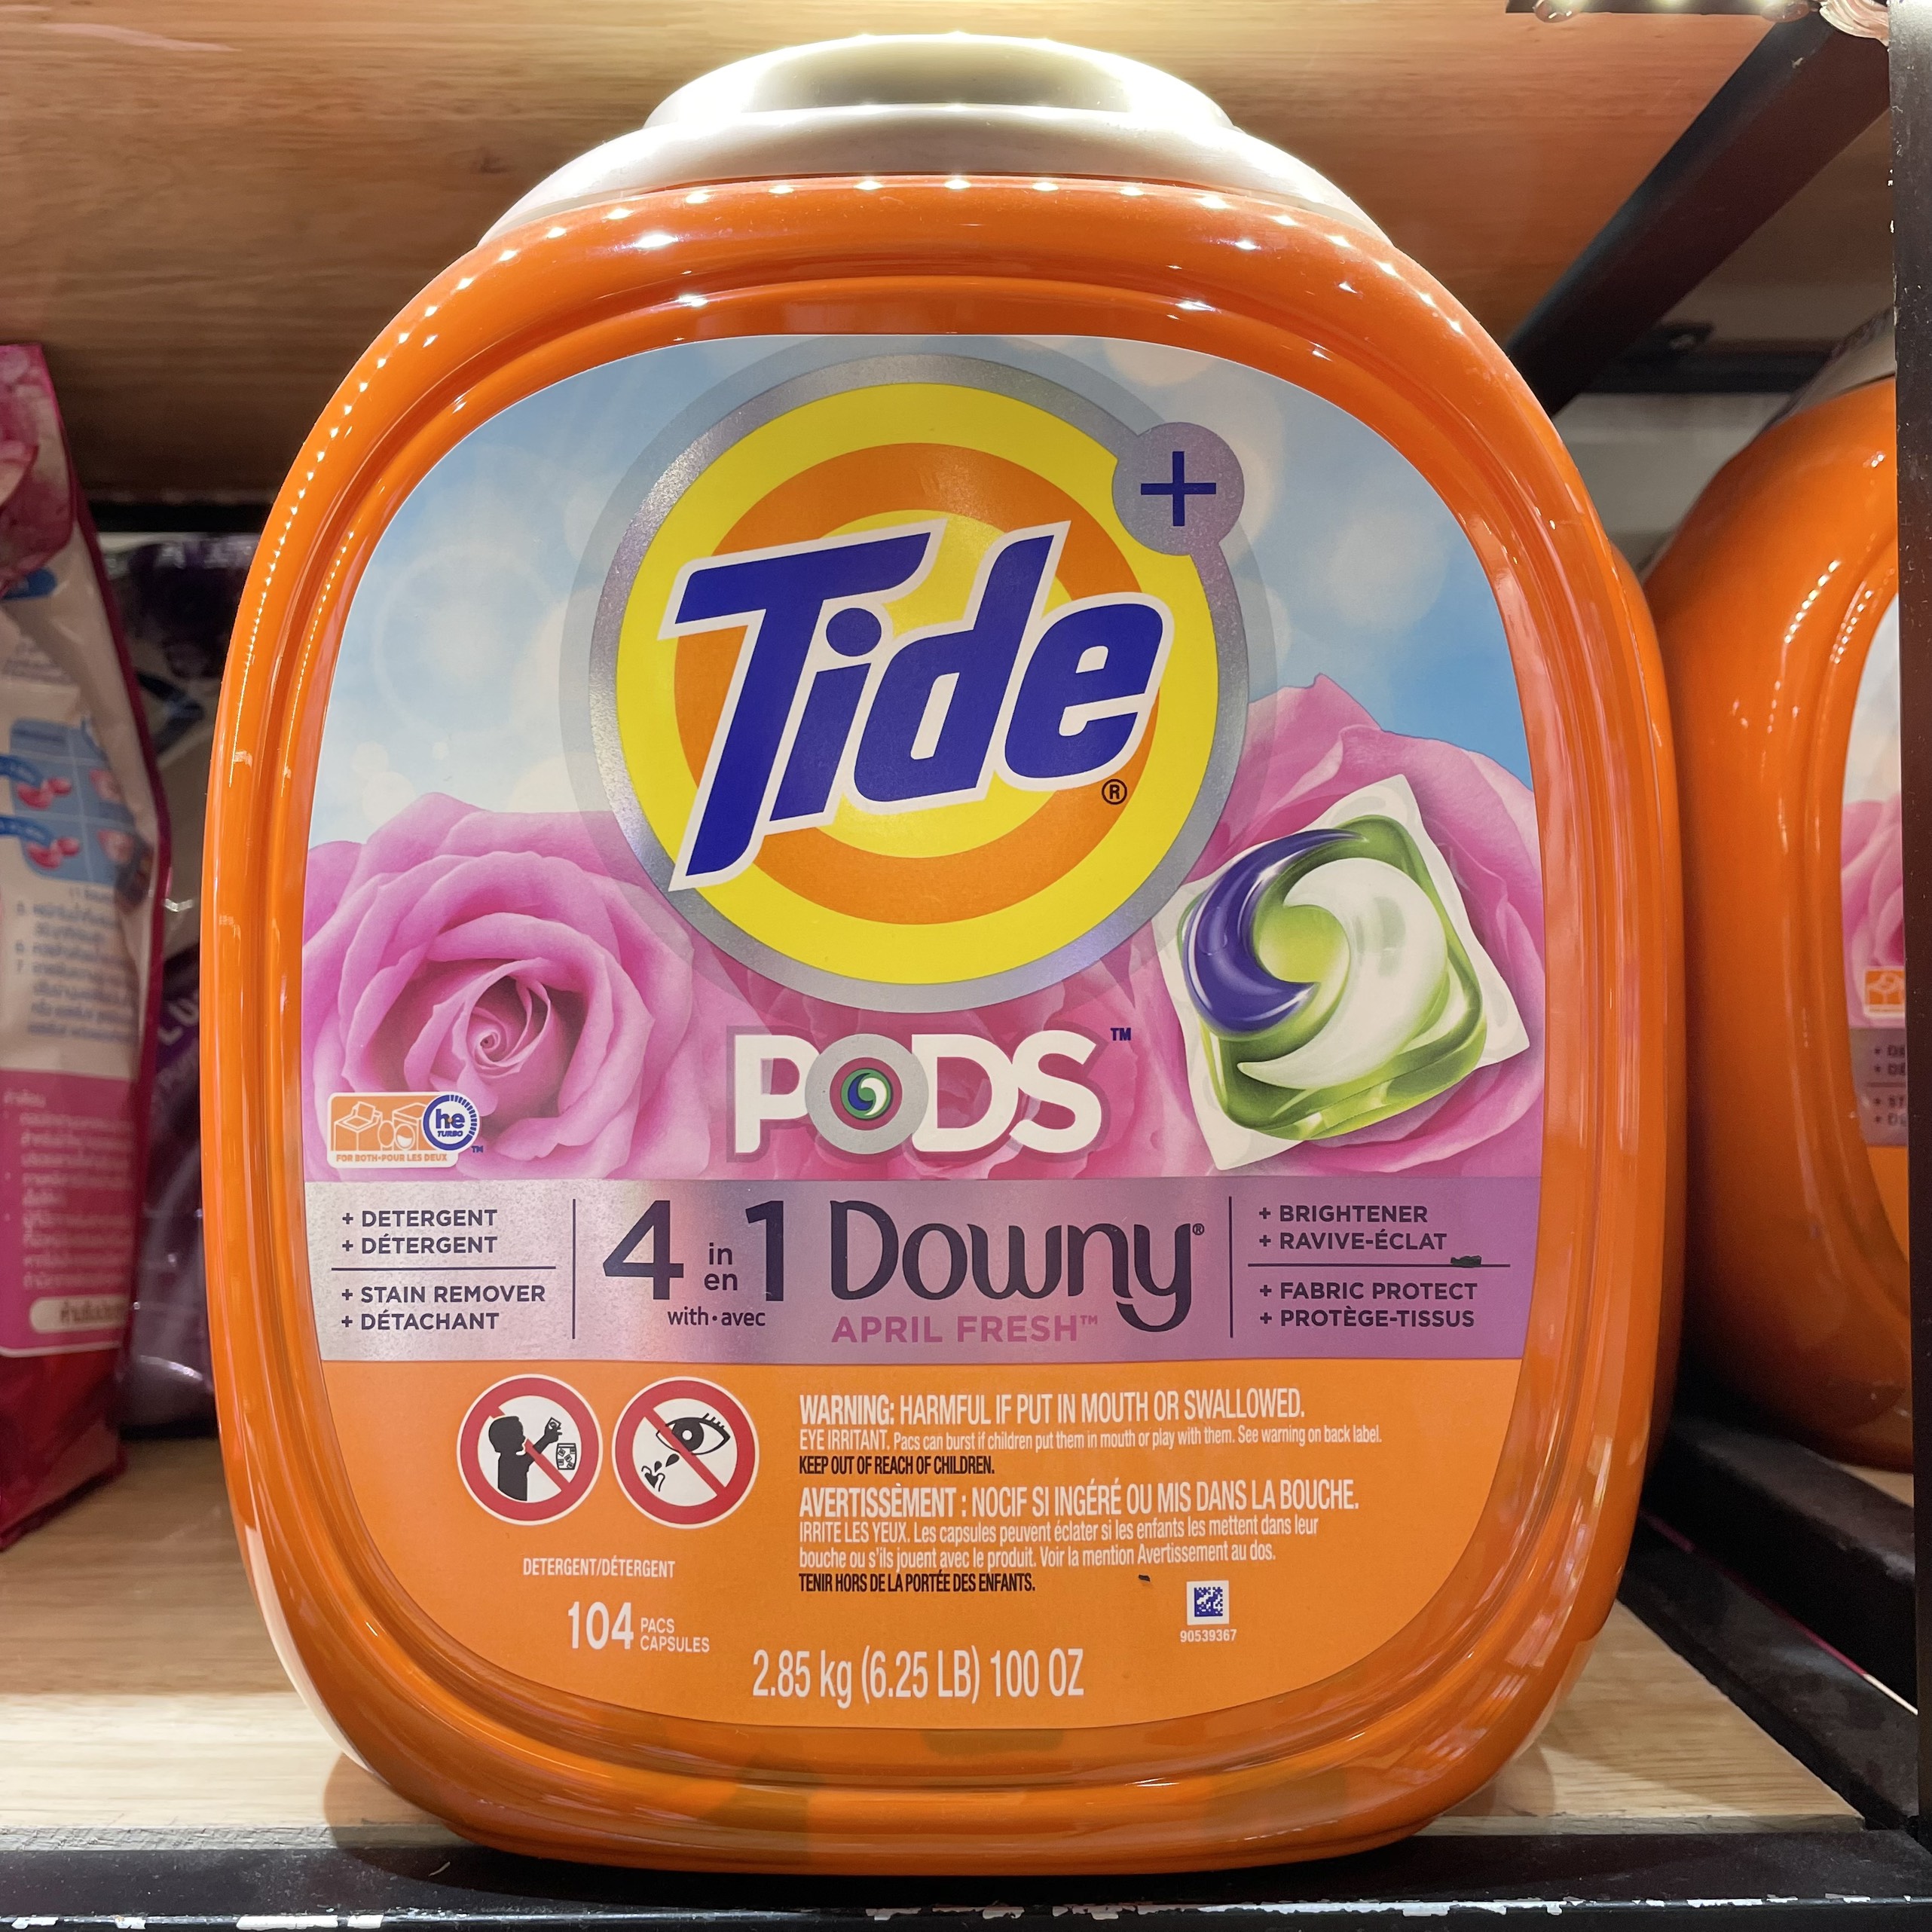 +
Tide®
PODS™
he
TURBO™
FOR BOTH•POUR LES DEUX
+ DETERGENT
+ DÉTERGENT
+ STAIN REMOVER
+ DÉTACHANT
4 in en 1 Downy®
with • avec
APRIL FRESH™
+ BRIGHTENER
+ RAVIVE-ÉCLAT
+ FABRIC PROTECT
+ PROTÈGE-TISSUS
WARNING: HARMFUL IF PUT IN MOUTH OR SWALLOWED.
EYE IRRITANT. Pacs can burst if children put them in mouth or play with them. See warning on back label.
KEEP OUT OF REACH OF CHILDREN.
AVERTISSEMENT : NOCIF SI INGÉRÉ OU MIS DANS LA BOUCHE.
IRRITE LES YEUX. Les capsules peuvent éclater si les enfants les mettent dans leur
bouche ou s'ils jouent avec le produit. Voir la mention Avertissement au dos.
TENIR HORS DE LA PORTÉE DES ENFANTS.
DETERGENT/DÉTERGENT
104 PACS
CAPSULES
90539367
2.85 kg (6.25 LB) 100 OZ